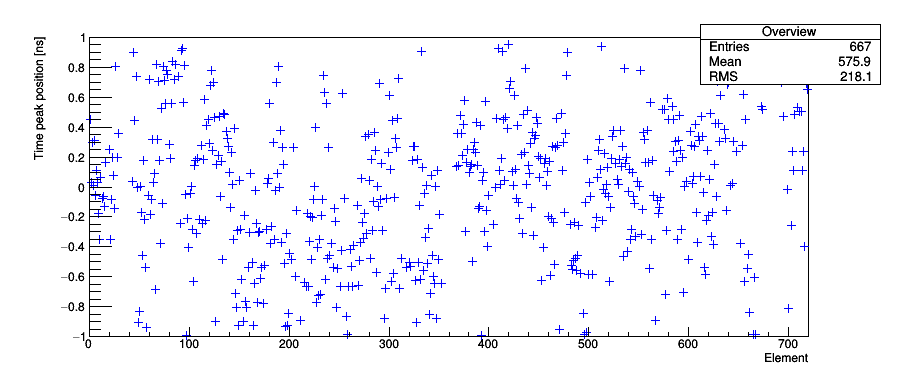 Time peak position [ns]
Overview
Entries 667
Mean 575.9
RMS 218.1
1
0.8
0.6
0.4
0.2
0
−0.2
−0.4
−0.6
−0.8
−1
0 100 200 300 400 500 600 700
Element